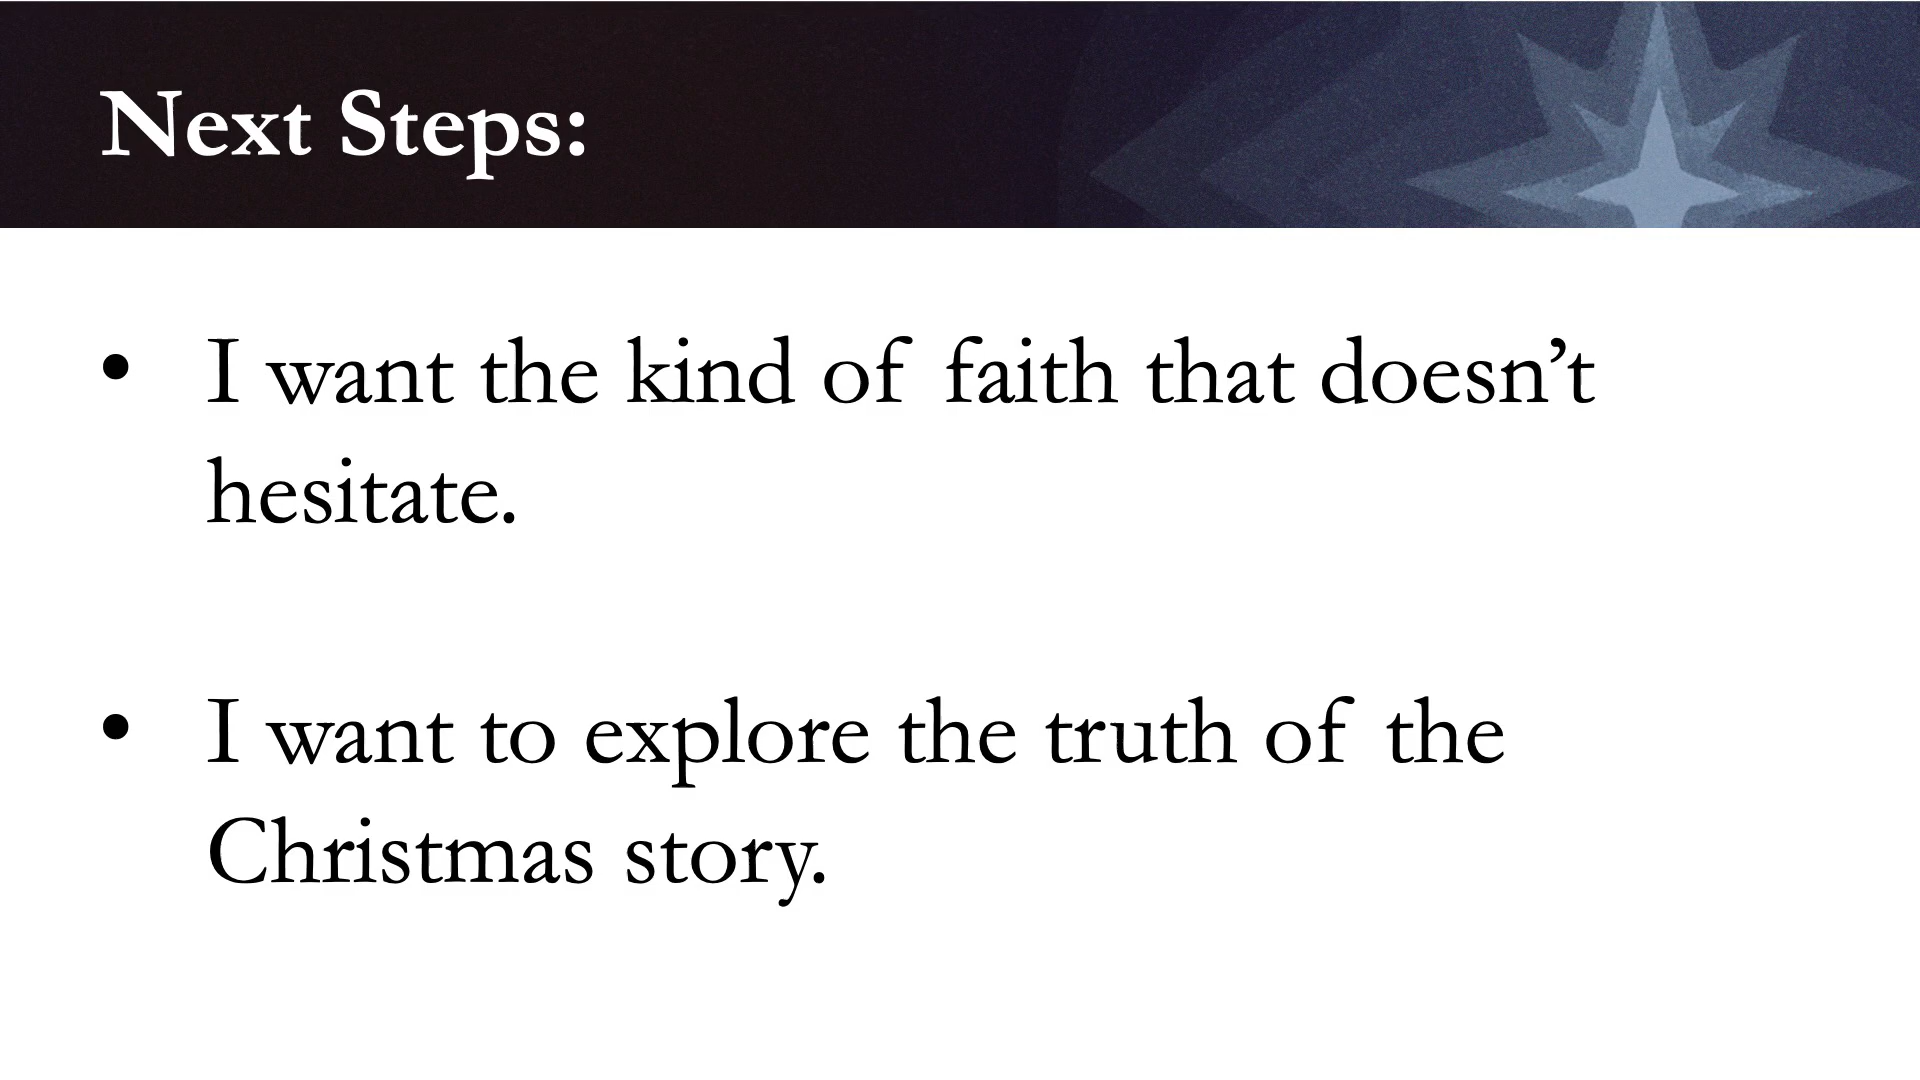 Next Steps:
• I want the kind of faith that doesn’t
hesitate.
• I want to explore the truth of the
Christmas story.